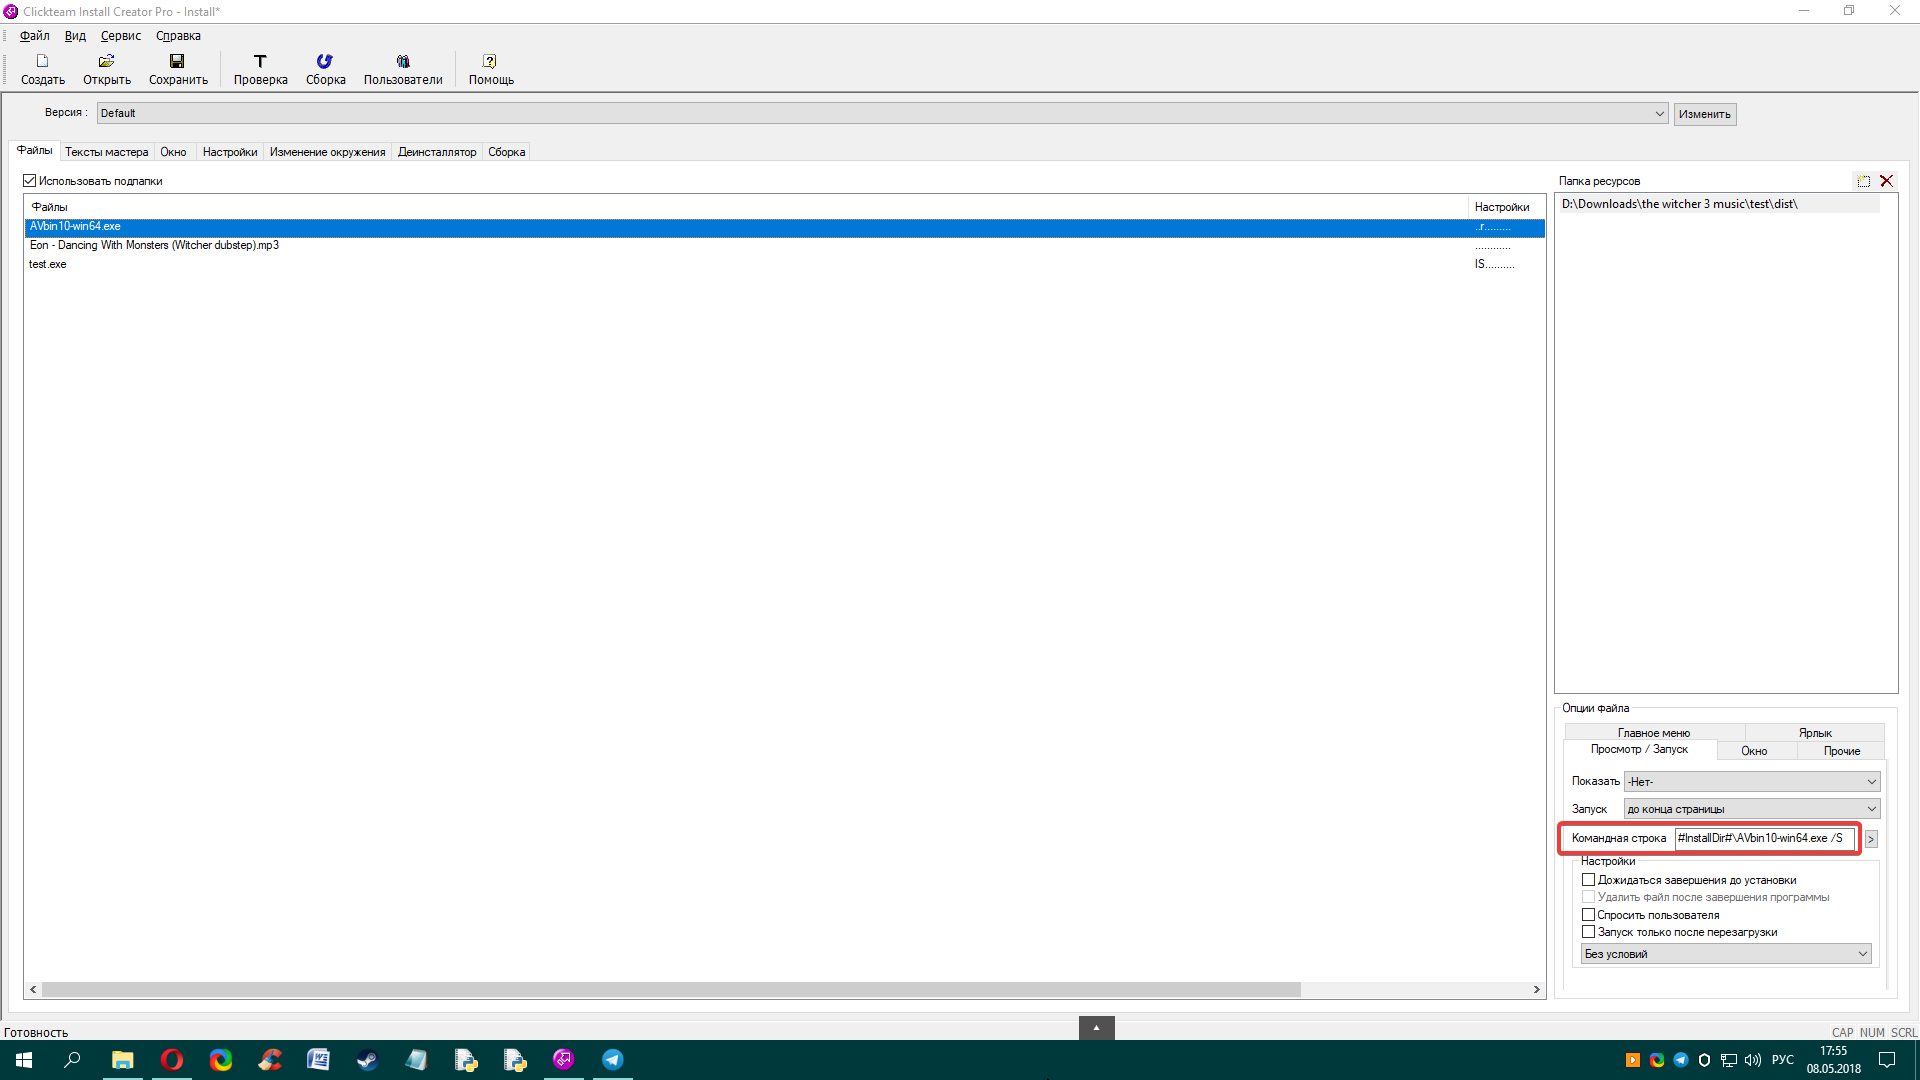 Clickteam Install Creator Pro - Install*
Файл Вид Сервис Справка
Создать Открыть Сохранить Проверка Сборка Пользователи Помощь
Версия : Default Изменить
Файлы Тексты мастера Окно Настройки Изменение окружения Деинсталлятор Сборка
Использовать подпапки
Папка ресурсов
Файлы Настройки
D:\Downloads\the witcher 3 music\test\dist\
AVbin10-win64.exe ..r.........
Eon - Dancing With Monsters (Witcher dubstep).mp3 ............
test.exe IS..........
Опции файла
Главное меню Ярлык
Просмотр / Запуск Окно Прочие
Показать -Нет-
Запуск до конца страницы
Командная строка #InstallDir#\AVbin10-win64.exe /S >
Настройки
Дожидаться завершения до установки
Удалить файл после завершения программы
Спросить пользователя
Запуск только после перезагрузки
Без условий
Готовность
CAP NUM SCRL
РУС
17:55
08.05.2018